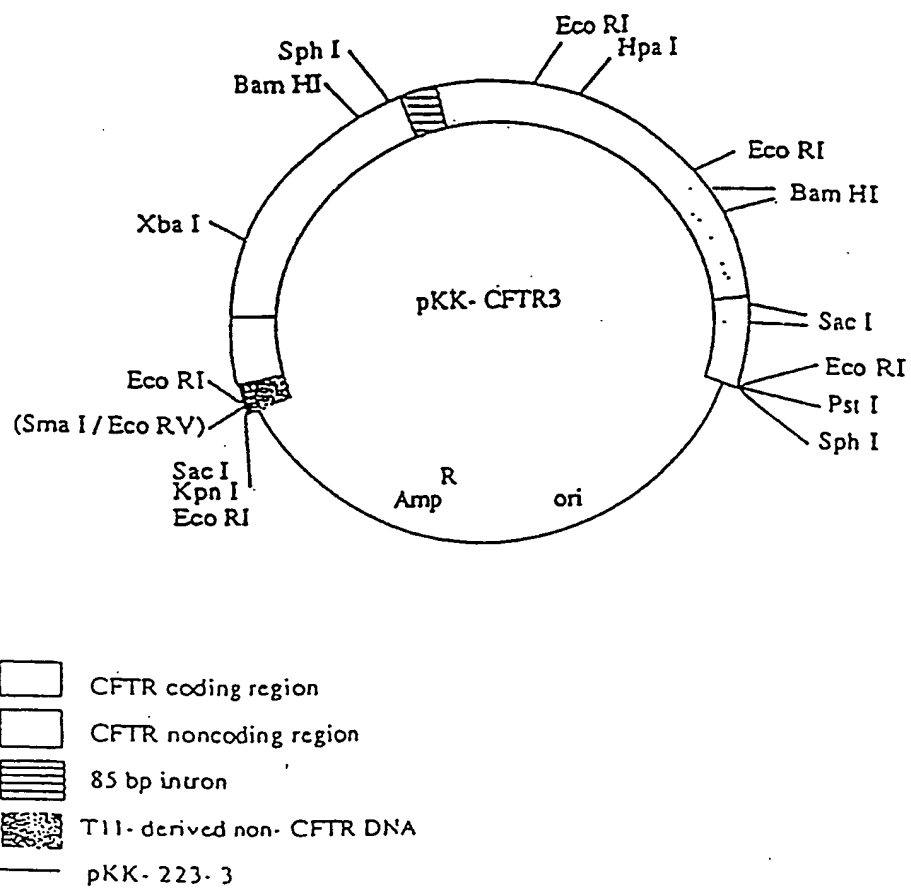 Eco RI
Hpa I
Sph I
Bam HI
Eco RI
Bam HI
Xba I
pKK- CFTR3
Sac I
Eco RI
Eco RI
Pst I
(Sma I / Eco RV)
Sph I
Sac I
Kpn I
Eco RI
Amp R
ori
CFTR coding region
CFTR noncoding region
85 bp intron
T11- derived non- CFTR DNA
pKK- 223- 3